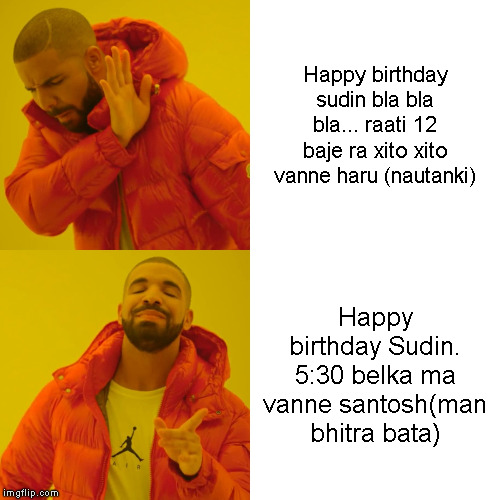 Happy birthday
sudin bla bla
bla... raati 12
baje ra xito xito
vanne haru (nautanki)
Happy
birthday Sudin.
5:30 belka ma
vanne santosh(man
bhitra bata)
AIR
imgflip.com